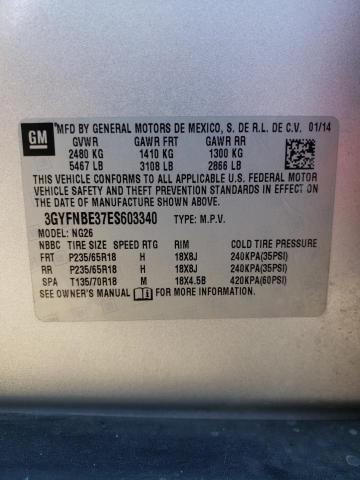 GM
MFD BY GENERAL MOTORS DE MEXICO, S. DE R.L. DE C.V. 01/14
GVWR GAWR FRT GAWR RR
2480 KG 1410 KG 1300 KG
5467 LB 3108 LB 2866 LB
THIS VEHICLE CONFORMS TO ALL APPLICABLE U.S. FEDERAL MOTOR
VEHICLE SAFETY AND THEFT PREVENTION STANDARDS IN EFFECT ON
THE DATE OF MANUFACTURE SHOWN ABOVE.
3GYFNBE37ES603340 TYPE: M.P.V.
MODEL: NG26
NBBC TIRE SIZE SPEED RTG RIM COLD TIRE PRESSURE
FRT P235/65R18 H 18X8J 240KPA(35PSI)
RR P235/65R18 H 18X8J 240KPA(35PSI)
SPA T135/70R18 M 18X4.5B 420KPA(60PSI)
SEE OWNER'S MANUAL FOR MORE INFORMATION